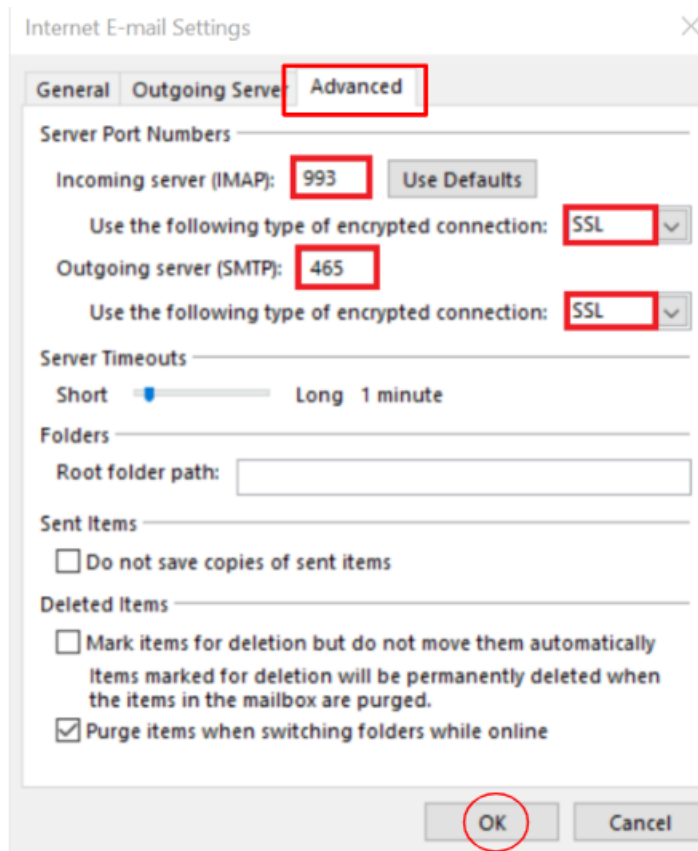 Internet E-mail Settings
General Outgoing Server Advanced
Server Port Numbers
Incoming server (IMAP): 993 Use Defaults
Use the following type of encrypted connection: SSL
Outgoing server (SMTP): 465
Use the following type of encrypted connection: SSL
Server Timeouts
Short Long 1 minute
Folders
Root folder path:
Sent Items
Do not save copies of sent items
Deleted Items
Mark items for deletion but do not move them automatically
Items marked for deletion will be permanently deleted when
the items in the mailbox are purged.
Purge items when switching folders while online
OK Cancel